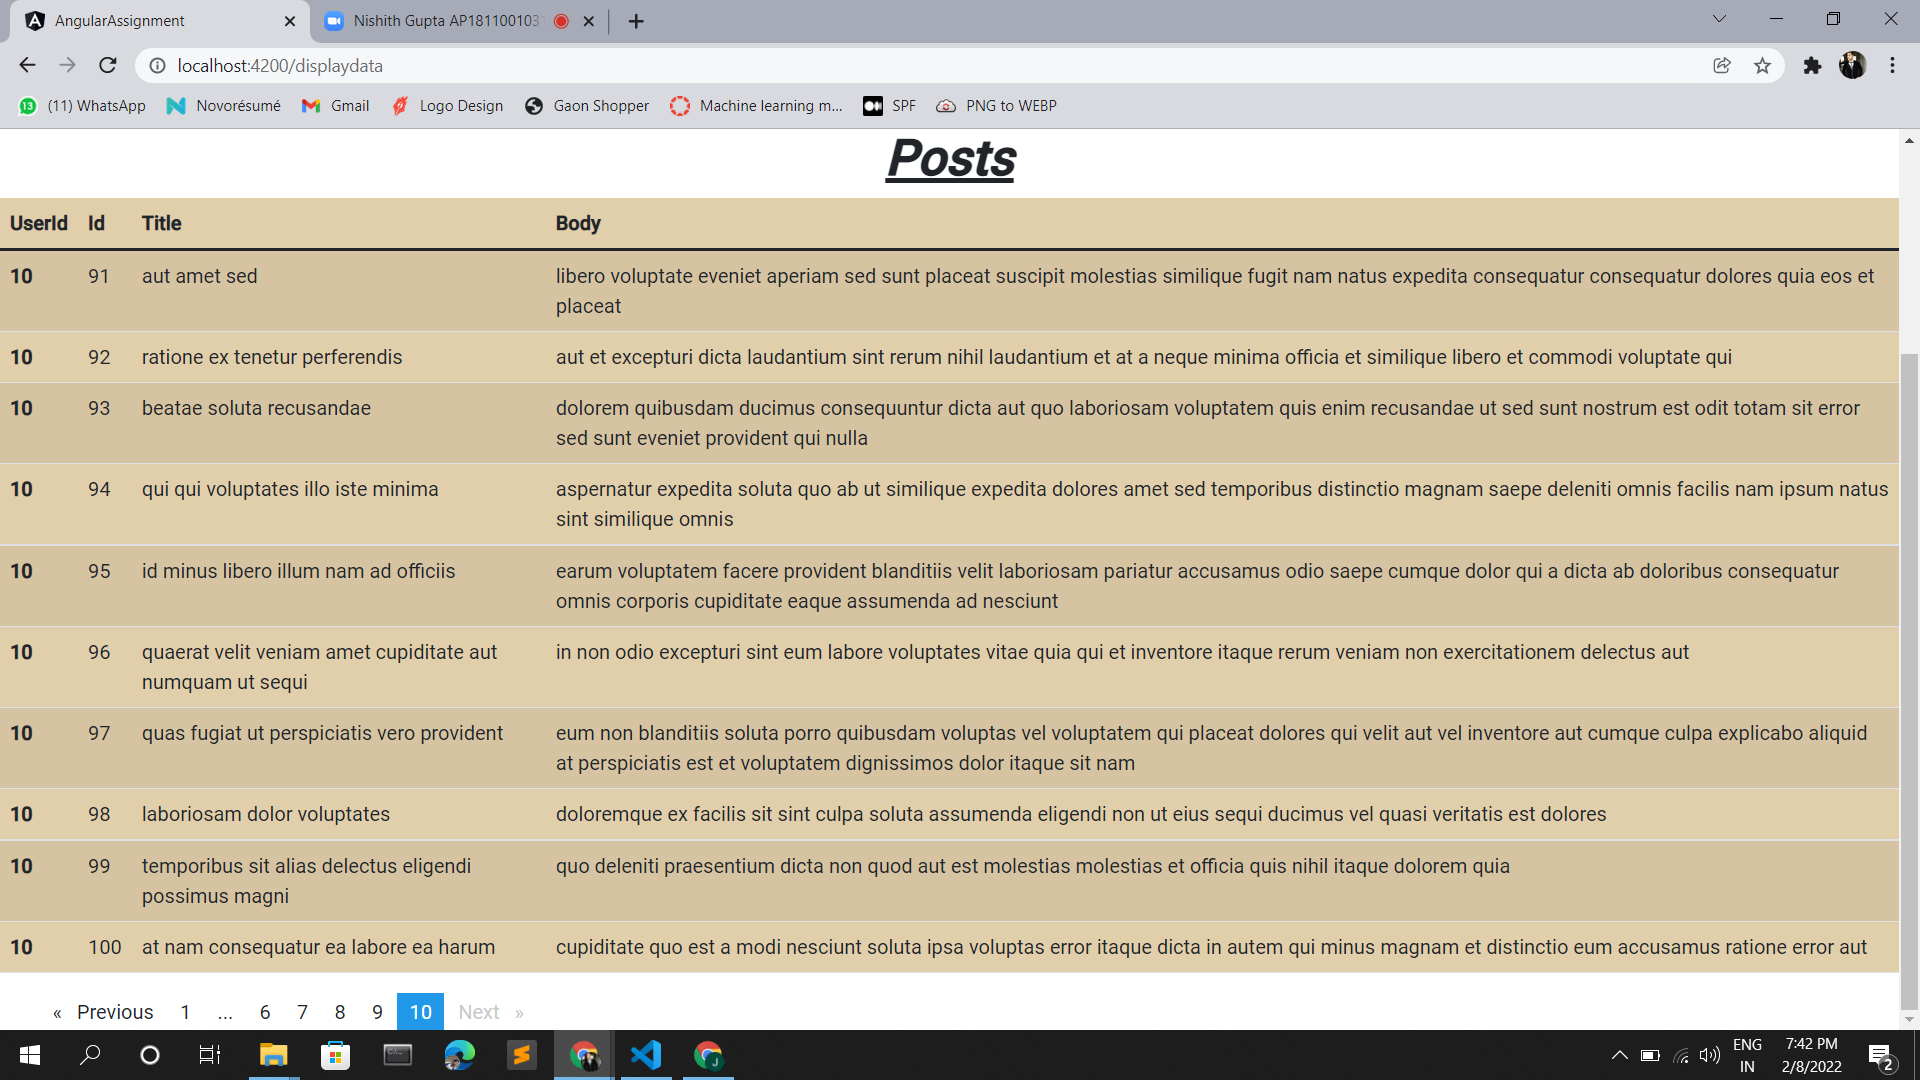 AngularAssignment
Nishith Gupta AP18110010
localhost:4200/displaydata
(11) WhatsApp
Novorésumé
Gmail
Logo Design
Gaon Shopper
Machine learning m...
SPF
PNG to WEBP
Posts
UserId Id Title Body
10 91 aut amet sed libero voluptate eveniet aperiam sed sunt placeat suscipit molestias similique fugit nam natus expedita consequatur consequatur dolores quia eos et
placeat
10 92 ratione ex tenetur perferendis aut et excepturi dicta laudantium sint rerum nihil laudantium et at a neque minima officia et similique libero et commodi voluptate qui
10 93 beatae soluta recusandae dolorem quibusdam ducimus consequuntur dicta aut quo laboriosam voluptatem quis enim recusandae ut sed sunt nostrum est odit totam sit error
sed sunt eveniet provident qui nulla
10 94 qui qui voluptates illo iste minima aspernatur expedita soluta quo ab ut similique expedita dolores amet sed temporibus distinctio magnam saepe deleniti omnis facilis nam ipsum natus
sint similique omnis
10 95 id minus libero illum nam ad officiis earum voluptatem facere provident blanditiis velit laboriosam pariatur accusamus odio saepe cumque dolor qui a dicta ab doloribus consequatur
omnis corporis cupiditate eaque assumenda ad nesciunt
10 96 quaerat velit veniam amet cupiditate aut in non odio excepturi sint eum labore voluptates vitae quia qui et inventore itaque rerum veniam non exercitationem delectus aut
numquam ut sequi
10 97 quas fugiat ut perspiciatis vero provident eum non blanditiis soluta porro quibusdam voluptas vel voluptatem qui placeat dolores qui velit aut vel inventore aut cumque culpa explicabo aliquid
at perspiciatis est et voluptatem dignissimos dolor itaque sit nam
10 98 laboriosam dolor voluptates doloremque ex facilis sit sint culpa soluta assumenda eligendi non ut eius sequi ducimus vel quasi veritatis est dolores
10 99 temporibus sit alias delectus eligendi quo deleniti praesentium dicta non quod aut est molestias molestias et officia quis nihil itaque dolorem quia
possimus magni
10 100 at nam consequatur ea labore ea harum cupiditate quo est a modi nesciunt soluta ipsa voluptas error itaque dicta in autem qui minus magnam et distinctio eum accusamus ratione error aut
« Previous 1 ... 6 7 8 9 10 Next »
ENG
IN
7:42 PM
2/8/2022
2